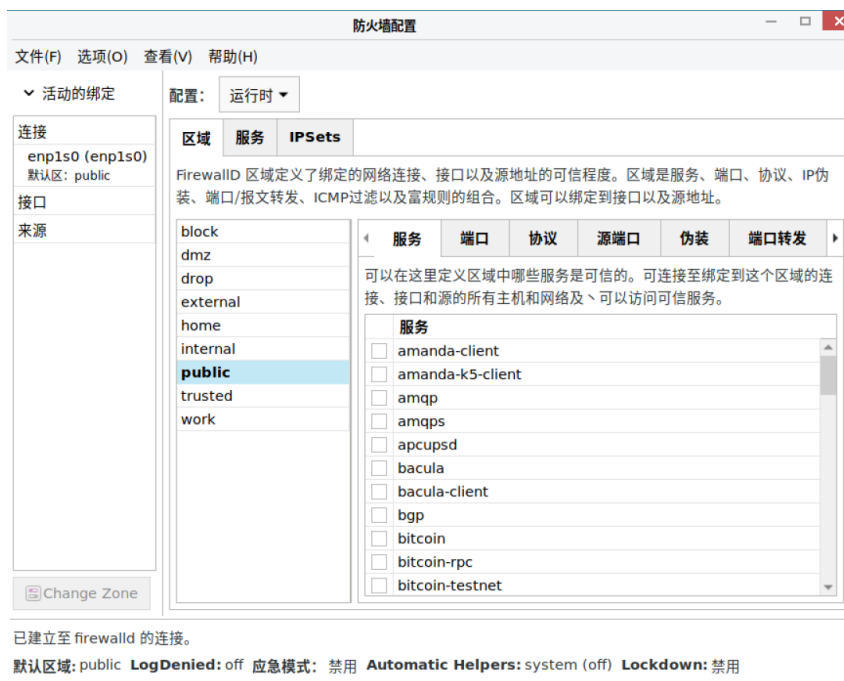 防火墙配置
文件(F) 选项(O) 查看(V) 帮助(H)
活动的绑定
连接
enp1s0 (enp1s0)
默认区: public
接口
来源
Change Zone
配置: 运行时
区域 服务 IPSets
FirewallD 区域定义了绑定的网络连接、接口以及源地址的可信程度。区域是服务、端口、协议、IP伪
装、端口/报文转发、ICMP过滤以及富规则的组合。区域可以绑定到接口以及源地址。
block
dmz
drop
external
home
internal
public
trusted
work
服务 端口 协议 源端口 伪装 端口转发
可以在这里定义区域中哪些服务是可信的。可连接至绑定到这个区域的连
接、接口和源的所有主机和网络及丶可以访问可信服务。
服务
amanda-client
amanda-k5-client
amqp
amqps
apcupsd
bacula
bacula-client
bgp
bitcoin
bitcoin-rpc
bitcoin-testnet
已建立至 firewalld 的连接。
默认区域: public LogDenied: off 应急模式: 禁用 Automatic Helpers: system (off) Lockdown: 禁用